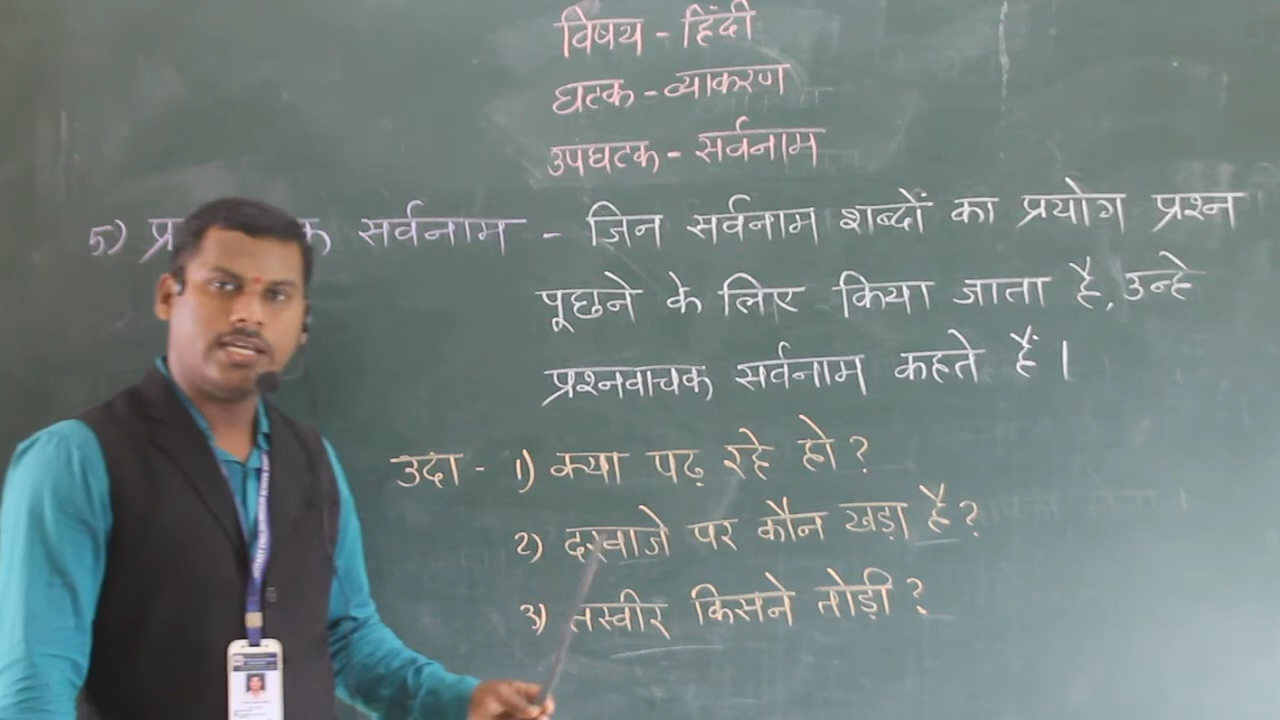 विषय - हिंदी
घटक - व्याकरण
उपघटक - सर्वनाम
5) सर्वनाम - जिन सर्वनाम शब्दों का प्रयोग प्रश्न
पूछने के लिए किया जाता है, उन्हे
प्रश्नवाचक सर्वनाम कहते हैं।
उदा - 1) क्या पढ़ रहे हो?
2) दरवाजे पर कौन खड़ा है?
3) तस्वीर किसने तोड़ी?